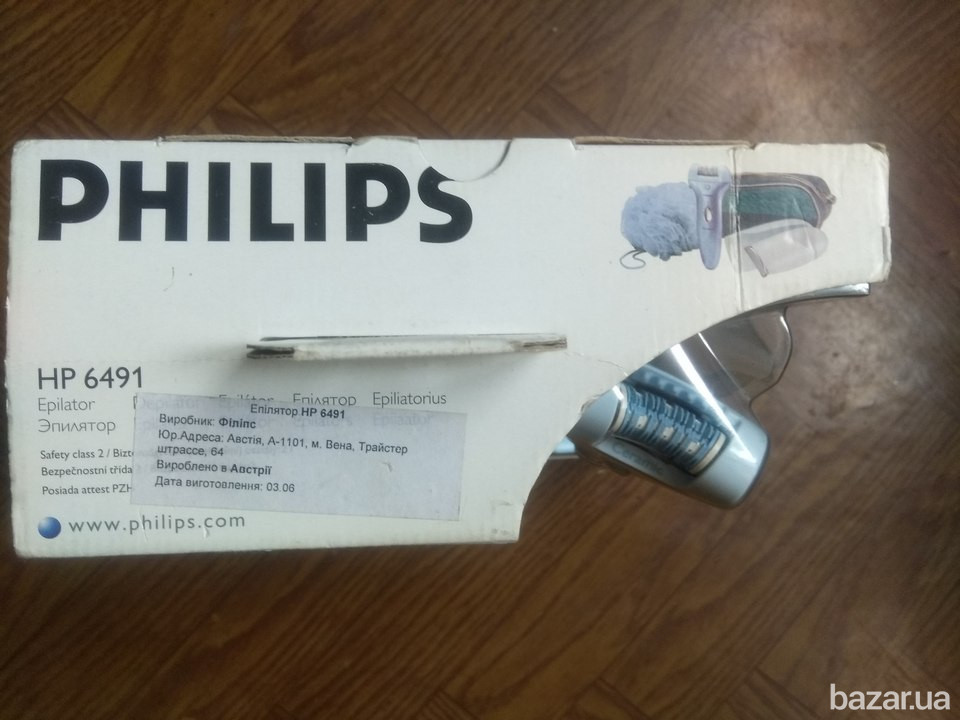 PHILIPS
HP 6491
Epilator Epilátor Епілятор Epiliatorius
Эпилятор
Safety class 2 / Bizto
Bezpečnostní třída
Posiada attest PZH
www.philips.com
Епілятор HP 6491
Виробник: Філіпс
Юр.Адреса: Австія, А-1101, м. Вена, Трайстер
штрассе, 64
Вироблено в Австрії
Дата виготовлення: 03.06
bazar.ua